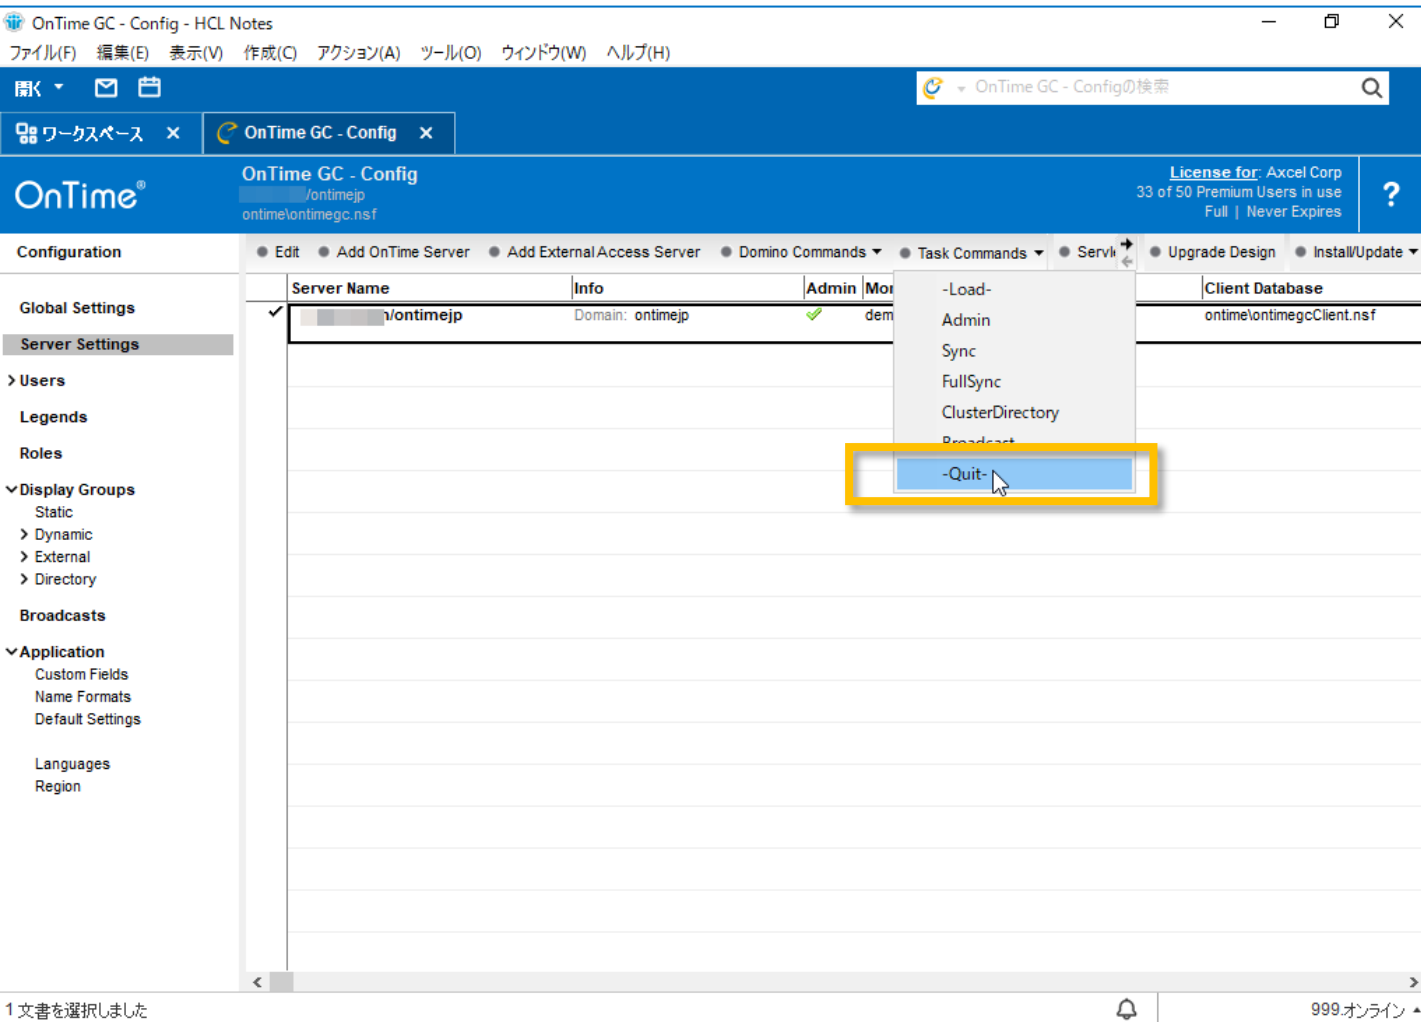 OnTime GC - Config - HCL Notes
ファイル(F) 編集(E) 表示(V) 作成(C) アクション(A) ツール(O) ウィンドウ(W) ヘルプ(H)
開く OnTime GC - Configの検索
ワークスペース OnTime GC - Config
OnTime®
OnTime GC - Config
/ontimejp
ontime\ontimegc.nsf
License for: Axcel Corp
33 of 50 Premium Users in use
Full | Never Expires
?
Configuration
Edit Add OnTime Server Add External Access Server Domino Commands Task Commands Servl Upgrade Design Install/Update
Server Name Info Admin Mor Client Database
/ontimejp Domain: ontimejp dem ontime\ontimegcClient.nsf
-Load-
Admin
Sync
FullSync
ClusterDirectory
Broadcast
-Quit-
Global Settings
Server Settings
Users
Legends
Roles
Display Groups
Static
Dynamic
External
Directory
Broadcasts
Application
Custom Fields
Name Formats
Default Settings
Languages
Region
1 文書を選択しました
999.オンライン